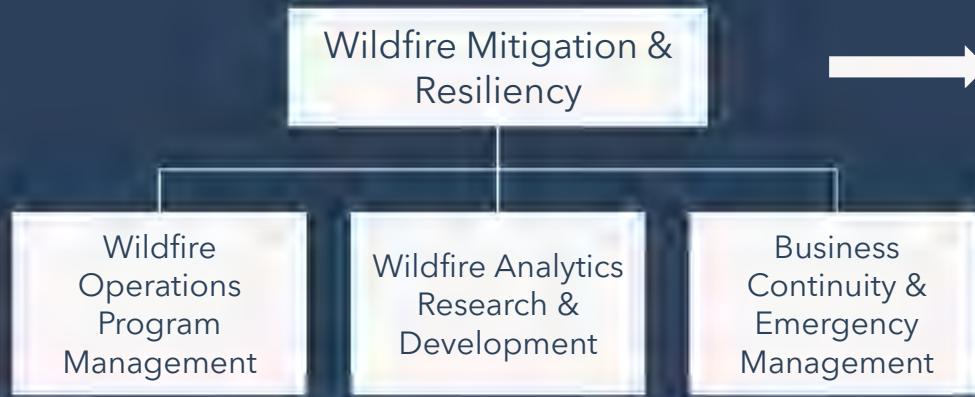 Wildfire Mitigation &
Resiliency
Wildfire
Operations
Program
Management
Wildfire Analytics
Research &
Development
Business
Continuity &
Emergency
Management